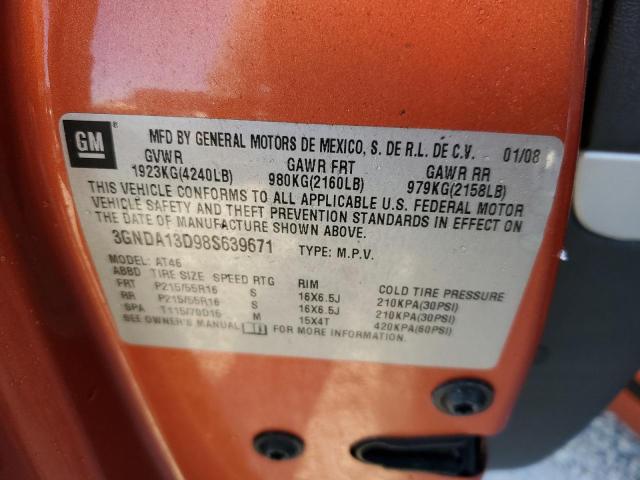 GM ®
MFD BY GENERAL MOTORS DE MEXICO, S. DE R.L. DE C.V. 01/08
GVWR GAWR FRT GAWR RR
1923KG(4240LB) 980KG(2160LB) 979KG(2158LB)
THIS VEHICLE CONFORMS TO ALL APPLICABLE U.S. FEDERAL MOTOR
VEHICLE SAFETY AND THEFT PREVENTION STANDARDS IN EFFECT ON
THE DATE OF MANUFACTURE SHOWN ABOVE.
3GNDA13D98S639671 TYPE: M.P.V.
MODEL: AT46
ABBD TIRE SIZE SPEED RTG RIM COLD TIRE PRESSURE
FRT P215/55R16 S 16X6.5J 210KPA(30PSI)
RR P215/55R16 S 16X6.5J 210KPA(30PSI)
SPA T115/70D16 M 15X4T 420KPA(60PSI)
SEE OWNER'S MANUAL FOR MORE INFORMATION